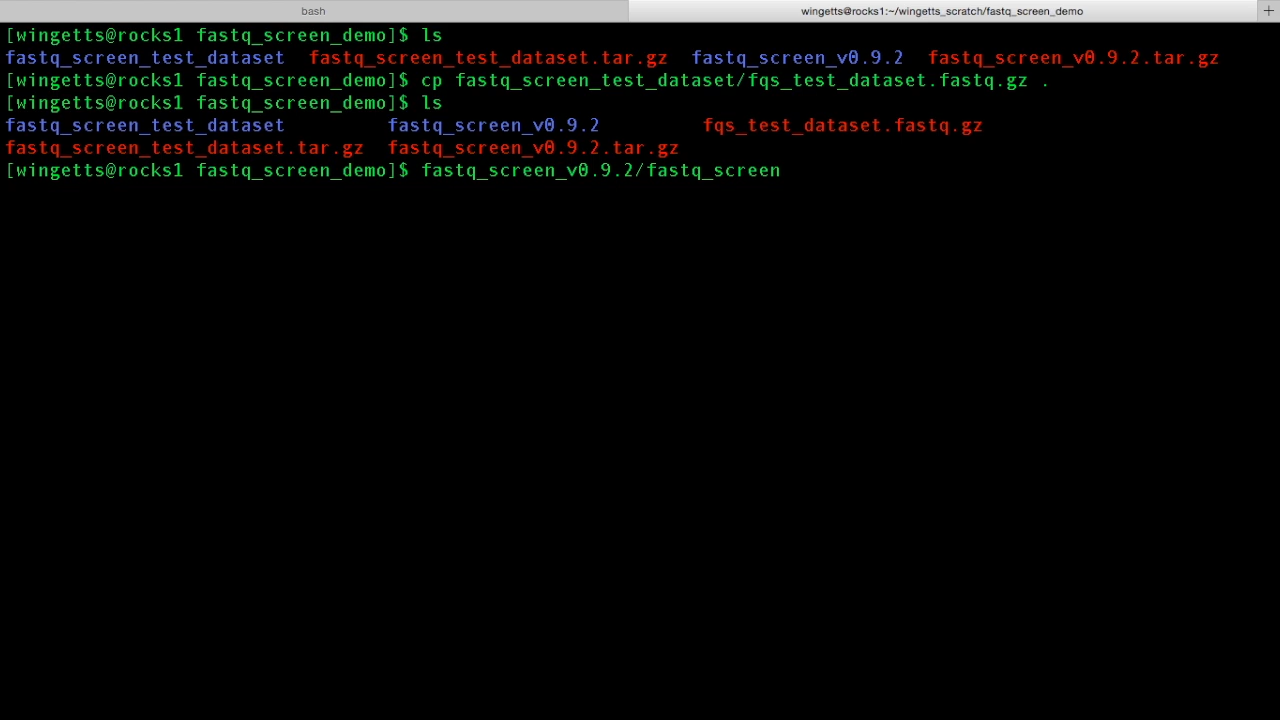 bash wingetts@rocks1:~/wingetts_scratch/fastq_screen_demo +
[wingetts@rocks1 fastq_screen_demo]$ ls
fastq_screen_test_dataset fastq_screen_test_dataset.tar.gz fastq_screen_v0.9.2 fastq_screen_v0.9.2.tar.gz
[wingetts@rocks1 fastq_screen_demo]$ cp fastq_screen_test_dataset/fqs_test_dataset.fastq.gz .
[wingetts@rocks1 fastq_screen_demo]$ ls
fastq_screen_test_dataset fastq_screen_v0.9.2 fqs_test_dataset.fastq.gz
fastq_screen_test_dataset.tar.gz fastq_screen_v0.9.2.tar.gz
[wingetts@rocks1 fastq_screen_demo]$ fastq_screen_v0.9.2/fastq_screen